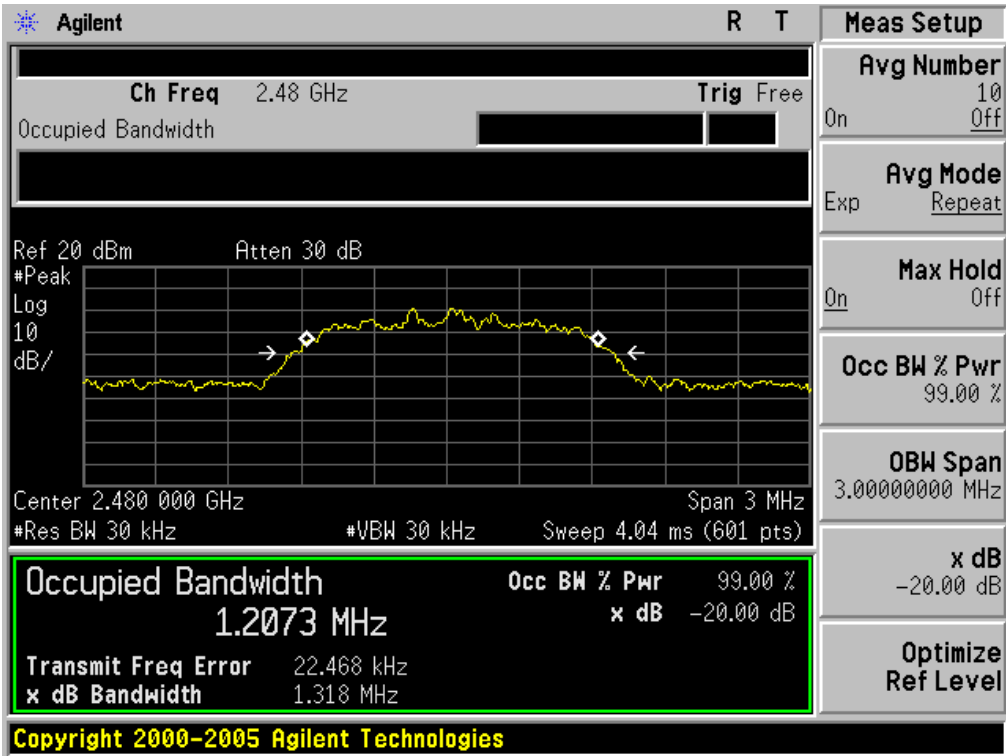 Agilent R T
Ch Freq 2.48 GHz Trig Free
Occupied Bandwidth
Ref 20 dBm Atten 30 dB
#Peak
Log
10
dB/
Center 2.480 000 GHz Span 3 MHz
#Res BW 30 kHz #VBW 30 kHz Sweep 4.04 ms (601 pts)
Occupied Bandwidth Occ BW % Pwr 99.00 %
1.2073 MHz x dB -20.00 dB
Transmit Freq Error 22.468 kHz
x dB Bandwidth 1.318 MHz
Copyright 2000-2005 Agilent Technologies
Meas Setup
Avg Number
10
On Off
Avg Mode
Exp Repeat
Max Hold
On Off
Occ BW % Pwr
99.00 %
OBW Span
3.00000000 MHz
x dB
-20.00 dB
Optimize
Ref Level